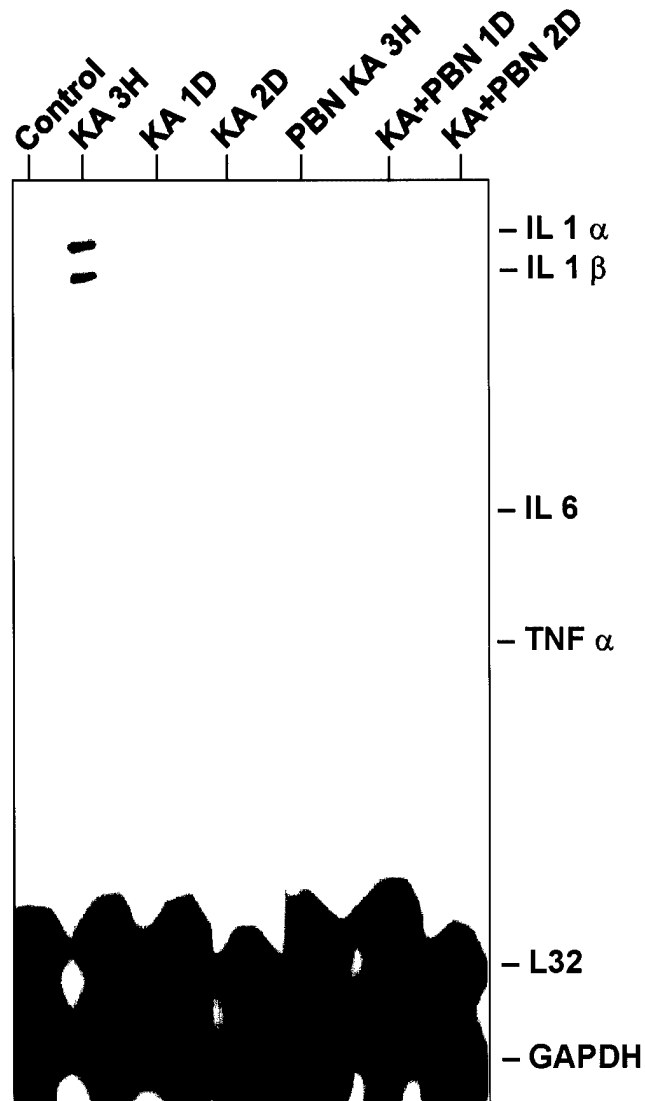 Control
KA 3H
KA 1D
KA 2D
PBN KA 3H
KA+PBN 1D
KA+PBN 2D
– IL 1 α
– IL 1 β
– IL 6
– TNF α
– L32
– GAPDH